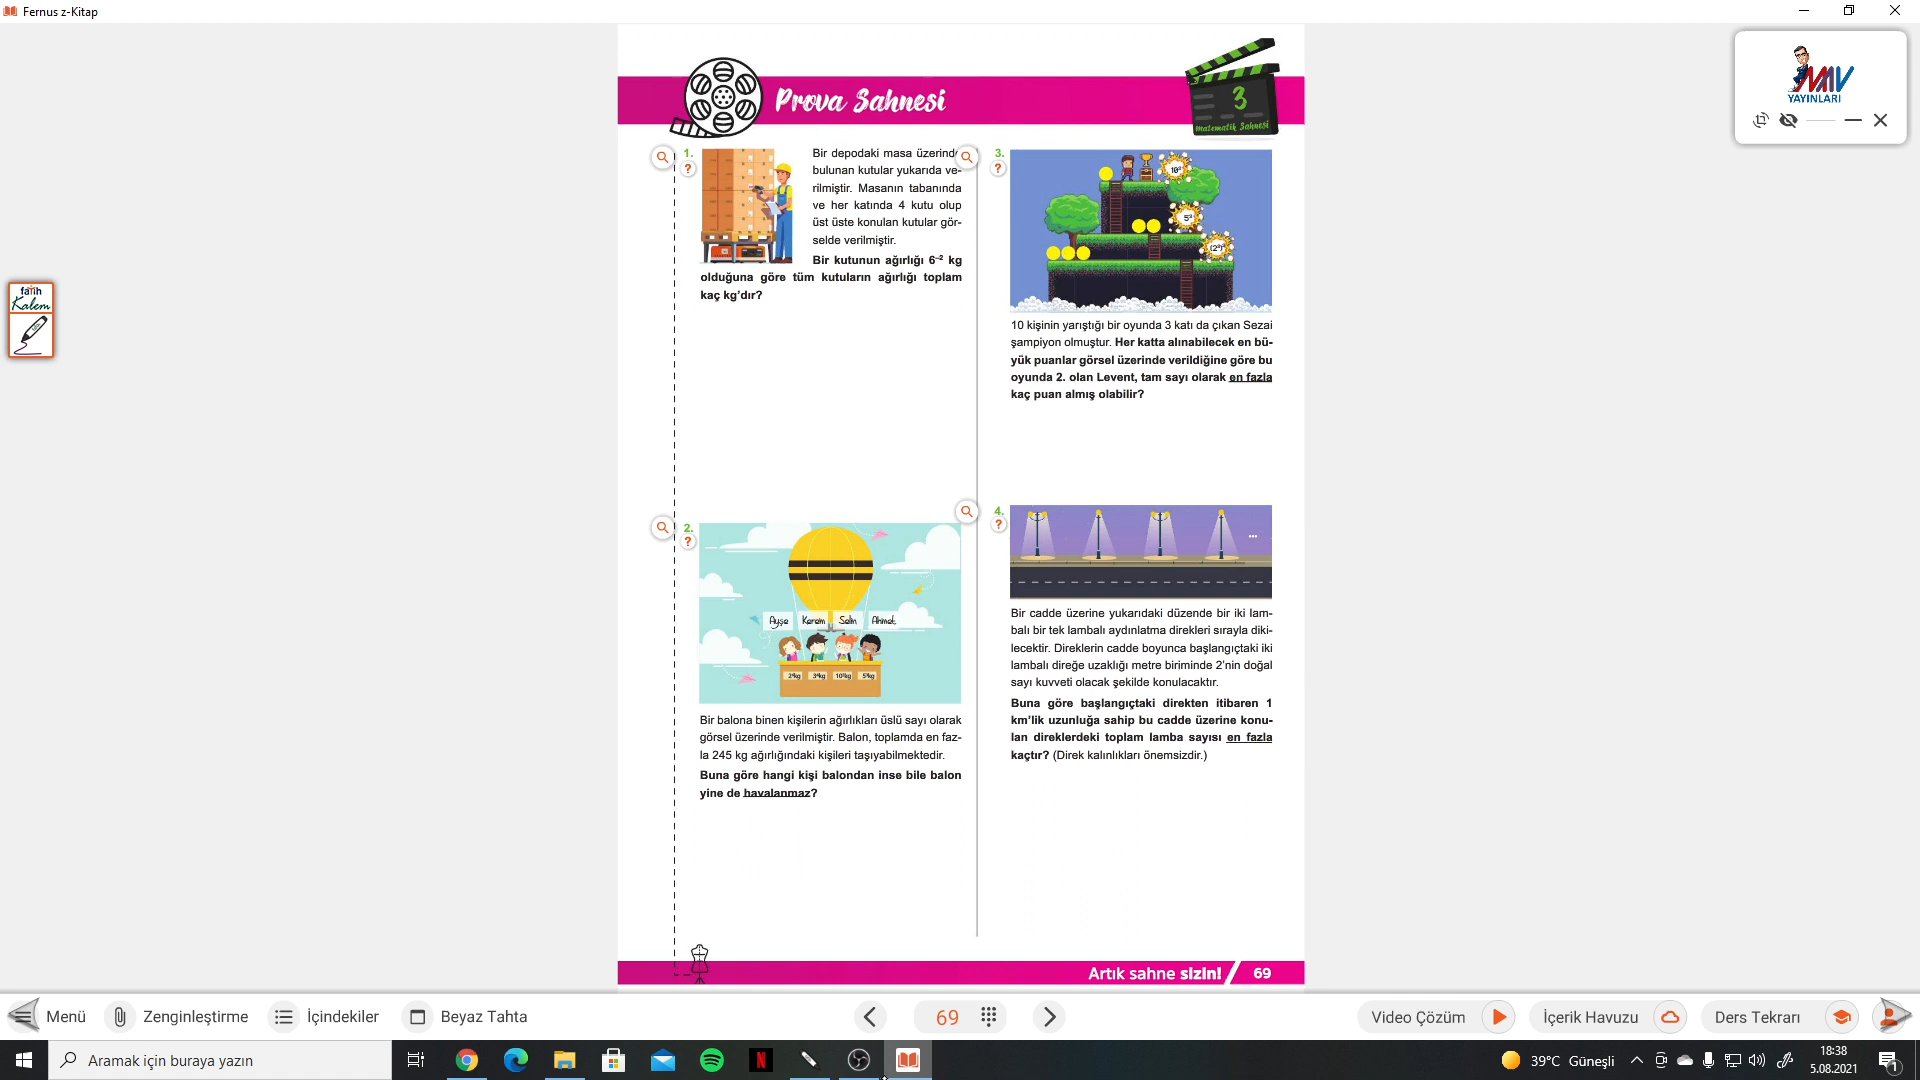 Fernus z-Kitap
MMV
YAYINLARI
Prova Sahnesi
3
Matematik Sahnesi
fatih
Kalem
1.
?
Bir depodaki masa üzerinde
bulunan kutular yukarıda ve-
rilmiştir. Masanın tabanında
ve her katında 4 kutu olup
üst üste konulan kutular gör-
selde verilmiştir.
Bir kutunun ağırlığı 6⁻² kg
olduğuna göre tüm kutuların ağırlığı toplam
kaç kg'dır?
2.
?
Ayşe Kerem Selin Ahmet
Bir balona binen kişilerin ağırlıkları üslü sayı olarak
görsel üzerinde verilmiştir. Balon, toplamda en faz-
la 245 kg ağırlığındaki kişileri taşıyabilmektedir.
Buna göre hangi kişi balondan inse bile balon
yine de havalanmaz?
3.
?
10 kişinin yarıştığı bir oyunda 3 katı da çıkan Sezai
şampiyon olmuştur. Her katta alınabilecek en bü-
yük puanlar görsel üzerinde verildiğine göre bu
oyunda 2. olan Levent, tam sayı olarak en fazla
kaç puan almış olabilir?
4.
?
...
Bir cadde üzerine yukarıdaki düzende bir iki lam-
balı bir tek lambalı aydınlatma direkleri sırayla diki-
lecektir. Direklerin cadde boyunca başlangıçtaki iki
lambalı direğe uzaklığı metre biriminde 2'nin doğal
sayı kuvveti olacak şekilde konulacaktır.
Buna göre başlangıçtaki direkten itibaren 1
km'lik uzunluğa sahip bu cadde üzerine konu-
lan direklerdeki toplam lamba sayısı en fazla
kaçtır? (Direk kalınlıkları önemsizdir.)
Artık sahne sizin! 69
Menü Zenginleştirme İçindekiler Beyaz Tahta 69 Video Çözüm İçerik Havuzu Ders Tekrarı
Aramak için buraya yazın
39°C Güneşli
18:38
5.08.2021
1